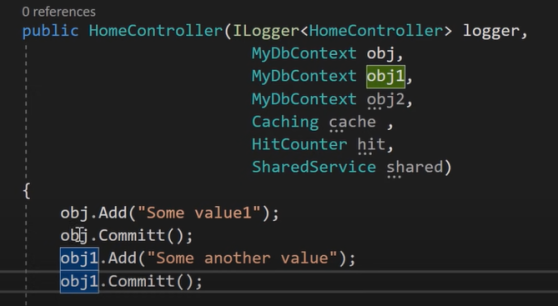 0 references
public HomeController(ILogger<HomeController> logger,
MyDbContext obj,
MyDbContext obj1,
MyDbContext obj2,
Caching cache ,
HitCounter hit,
SharedService shared)
{
obj.Add("Some value1");
obj.Committ();
obj1.Add("Some another value");
obj1.Committ();